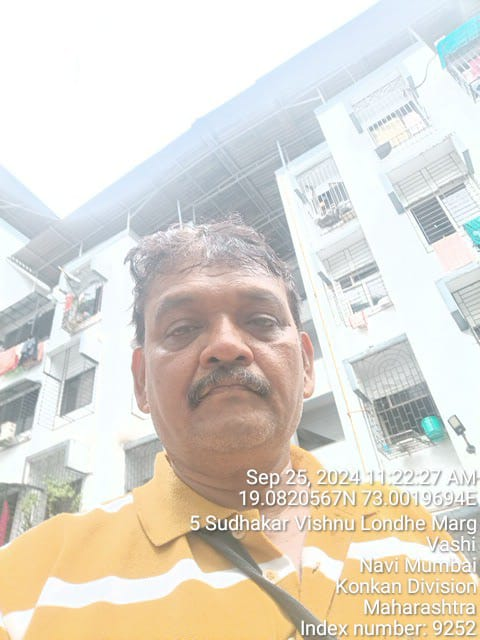 Sep 25, 2024 11:22:27 AM
19.0820567N 73.0019694E
5 Sudhakar Vishnu Londhe Marg
Vashi
Navi Mumbai
Konkan Division
Maharashtra
Index number: 9252